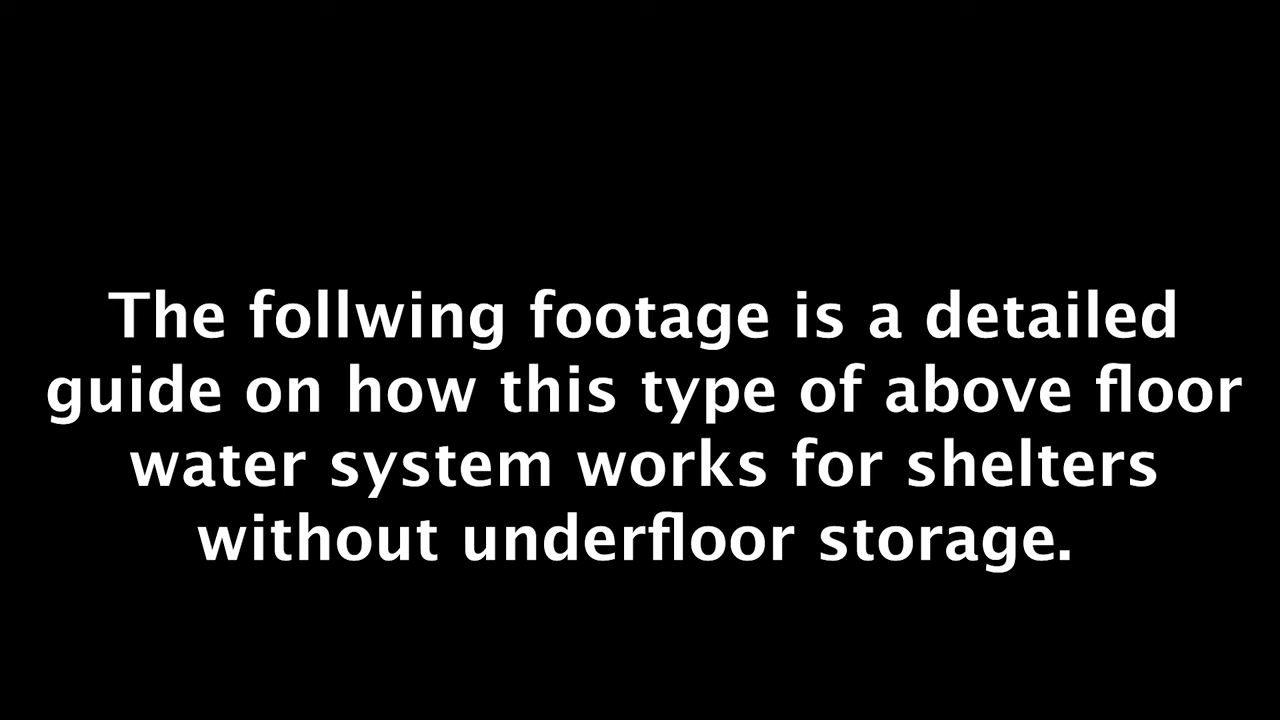 The follwing footage is a detailed
guide on how this type of above floor
water system works for shelters
without underfloor storage.